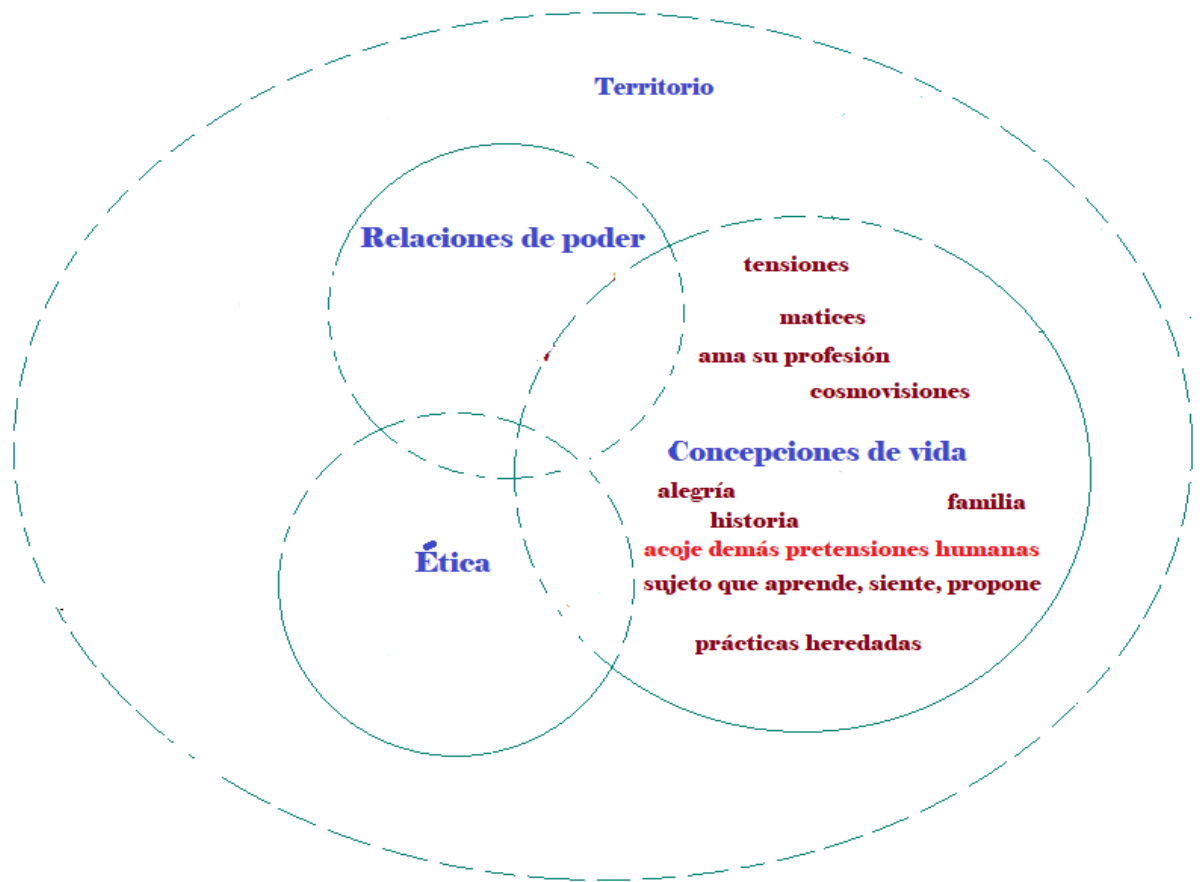 Territorio
Relaciones de poder
tensiones
matices
ama su profesión
cosmovisiones
Concepciones de vida
alegría
familia
historia
acoje demás pretensiones humanas
Ética
sujeto que aprende, siente, propone
prácticas heredadas